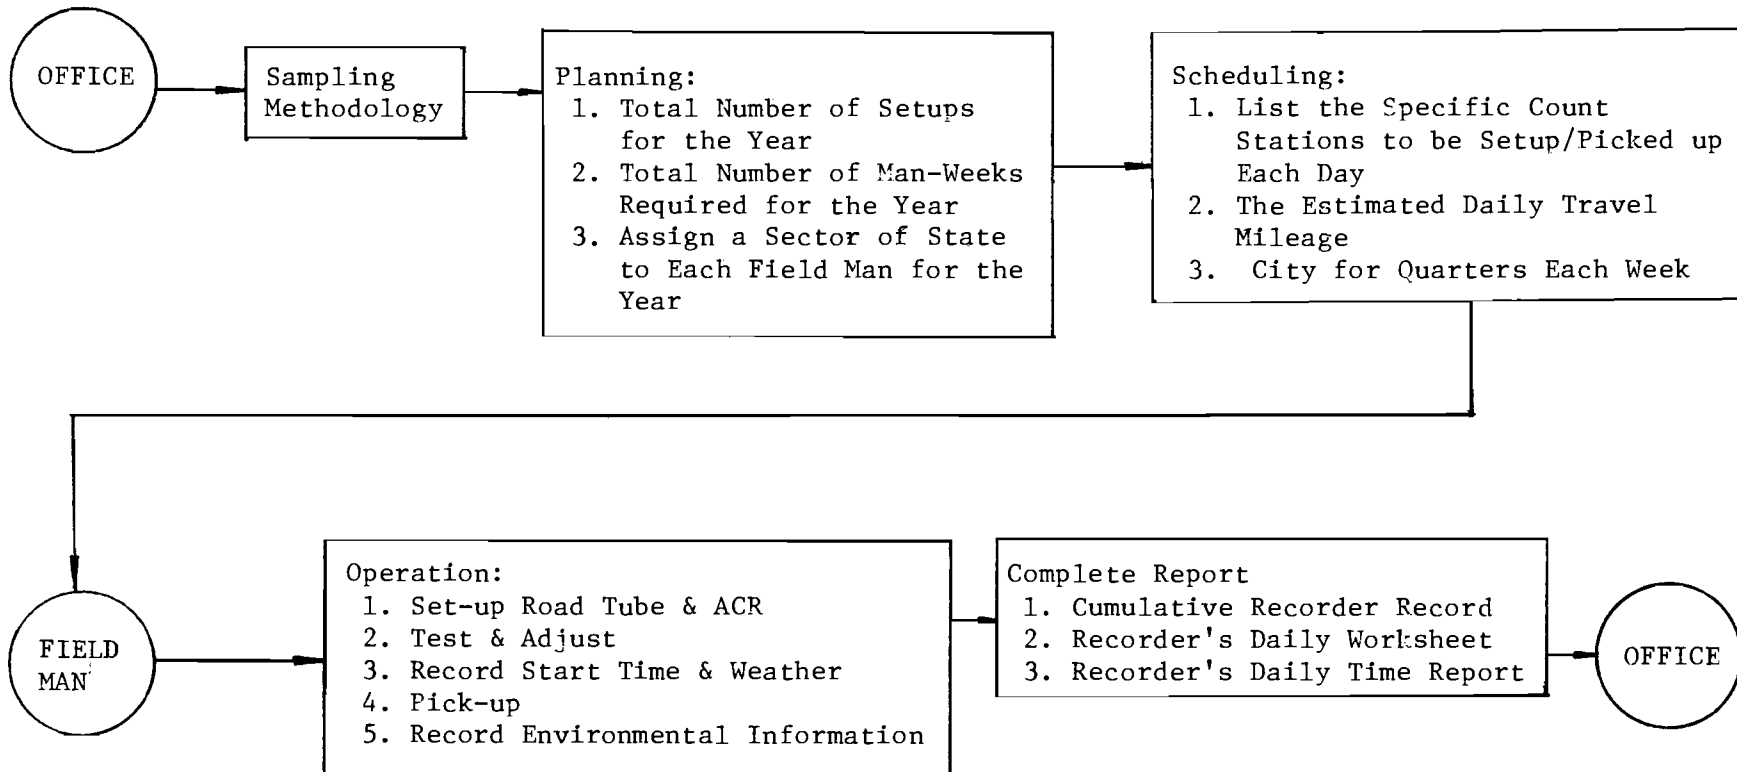 OFFICE
Sampling
Methodology
Planning:
1. Total Number of Setups
for the Year
2. Total Number of Man-Weeks
Required for the Year
3. Assign a Sector of State
to Each Field Man for the
Year
Scheduling:
1. List the Specific Count
Stations to be Setup/Picked up
Each Day
2. The Estimated Daily Travel
Mileage
3. City for Quarters Each Week
FIELD
MAN
Operation:
1. Set-up Road Tube & ACR
2. Test & Adjust
3. Record Start Time & Weather
4. Pick-up
5. Record Environmental Information
Complete Report
1. Cumulative Recorder Record
2. Recorder's Daily Worksheet
3. Recorder's Daily Time Report
OFFICE